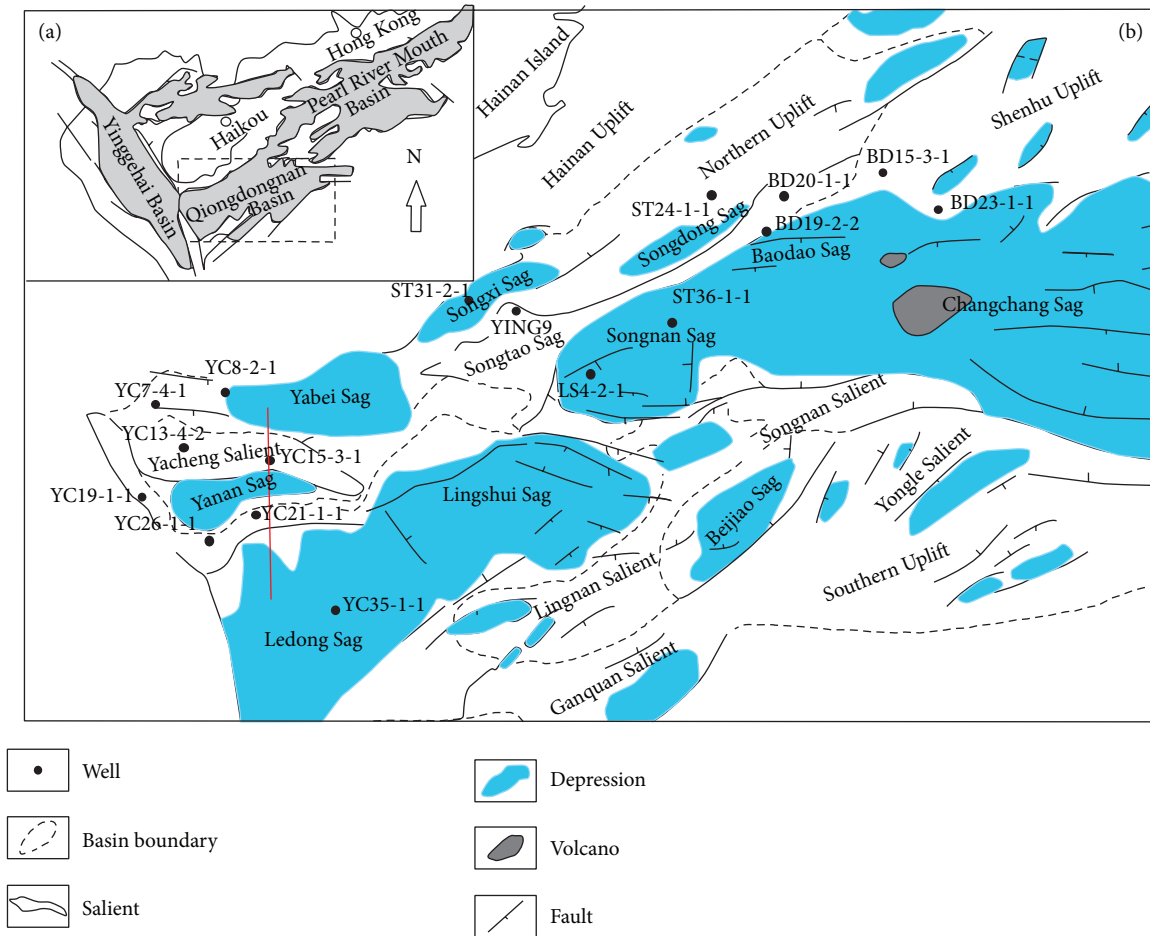 (a)
Hong Kong
Pearl River Mouth
Basin
Haikou
Yinggehai Basin
Qiongdongnan
Basin
N
(b)
Hainan Island
Hainan Uplift
Northern Uplift
Shenhu Uplift
BD15-3-1
BD20-1-1
ST24-1-1
BD23-1-1
Songdong Sag
BD19-2-2
Baodao Sag
ST31-2-1
Songxi Sag
ST36-1-1
Changchang Sag
YING9
Songtao Sag
Songnan Sag
YC8-2-1
YC7-4-1
Yabei Sag
LS4-2-1
Songnan Salient
YC13-4-2
Yacheng Salient
YC15-3-1
YC19-1-1
Yanan Sag
Lingshui Sag
Beijiao Sag
Yongle Salient
YC26-1-1
YC21-1-1
Southern Uplift
Lingnan Salient
YC35-1-1
Ledong Sag
Ganquan Salient
Well
Basin boundary
Salient
Depression
Volcano
Fault